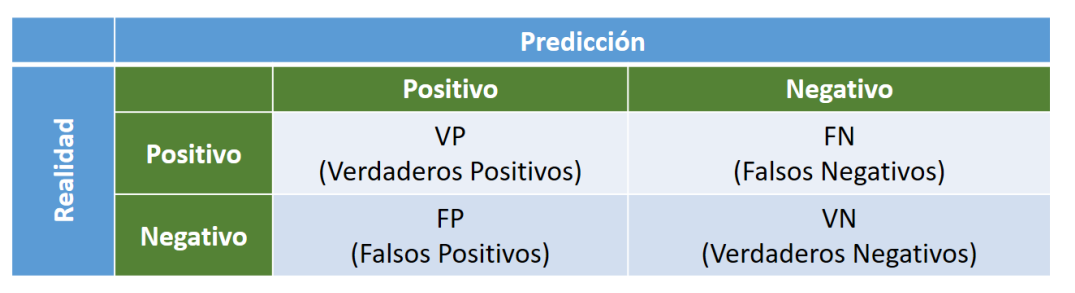 Predicción
Realidad
Positivo
Negativo
Positivo
VP
(Verdaderos Positivos)
FN
(Falsos Negativos)
Negativo
FP
(Falsos Positivos)
VN
(Verdaderos Negativos)